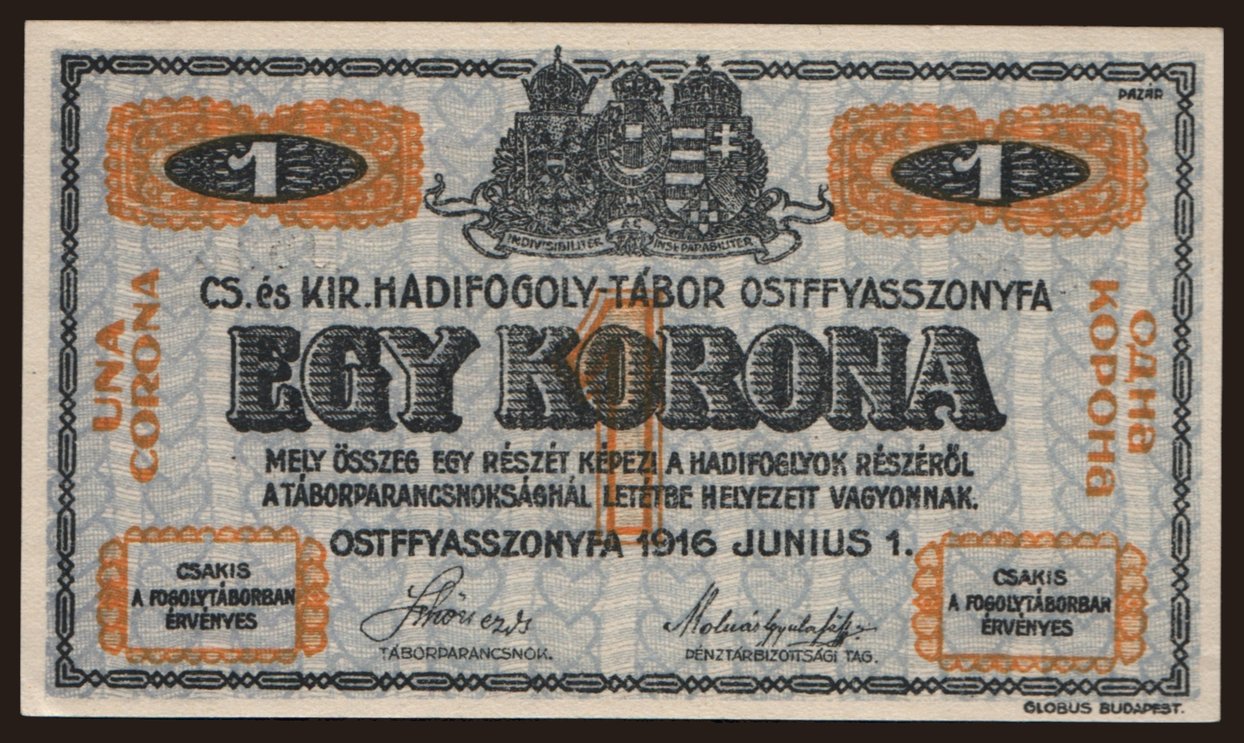 PAZÁR
1
1
INDIVISIBILITER AC INSEPARABILITER
CS. és KIR. HADIFOGOLY-TÁBOR OSTFFYASSZONYFA
EGY KORONA
1
UNA
CORONA
ОДНА
КОРОНА
MELY ÖSSZEG EGY RÉSZÉT KÉPEZI A HADIFOGLYOK RÉSZÉRŐL
A TÁBORPARANCSNOKSÁGNÁL LETÉTBE HELYEZETT VAGYONNAK.
OSTFFYASSZONYFA 1916 JUNIUS 1.
CSAKIS
A FOGOLYTÁBORBAN
ÉRVÉNYES
TÁBORPARANCSNOK.
PÉNZTÁRBIZOTTSÁGI TAG.
CSAKIS
A FOGOLYTÁBORBAN
ÉRVÉNYES
GLOBUS BUDAPEST.